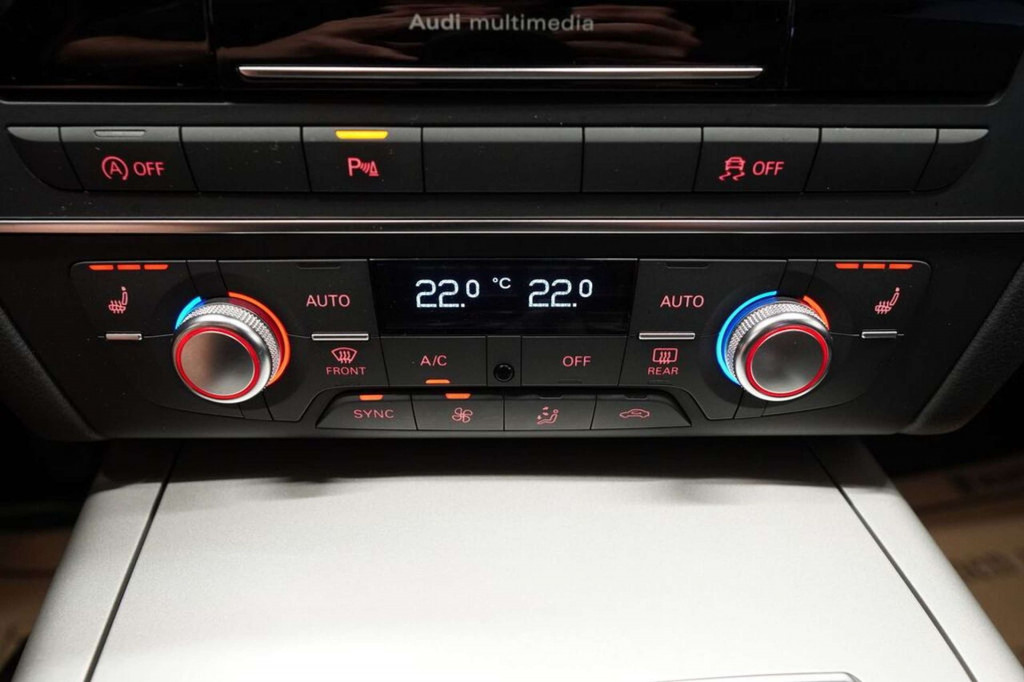 Audi multimedia
A OFF
P
OFF
AUTO
22.0 °C 22.0
AUTO
FRONT
A/C
OFF
REAR
SYNC